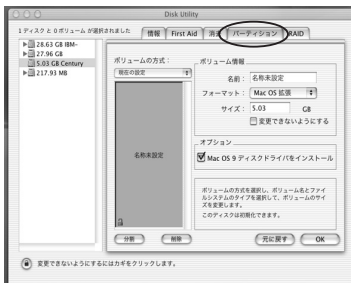 Disk Utility
1 ディスク と 0 ボリューム が選択されました
情報
First Aid
消去
パーティション
RAID
28.63 GB IBM-
27.96 GB
5.03 GB Century
217.93 MB
ボリュームの方式：
現在の設定
名称未設定
分割
削除
ボリューム情報
名前： 名称未設定
フォーマット： Mac OS 拡張
サイズ： 5.03 GB
変更できないようにする
オプション
Mac OS 9 ディスクドライバをインストール
ボリュームの方式を選択し、ボリューム名とファイ
ルシステムのタイプを選択して、ボリュームのサイ
ズを変更します。
このディスクは初期化できます。
元に戻す
OK
変更できないようにするにはカギをクリックします。